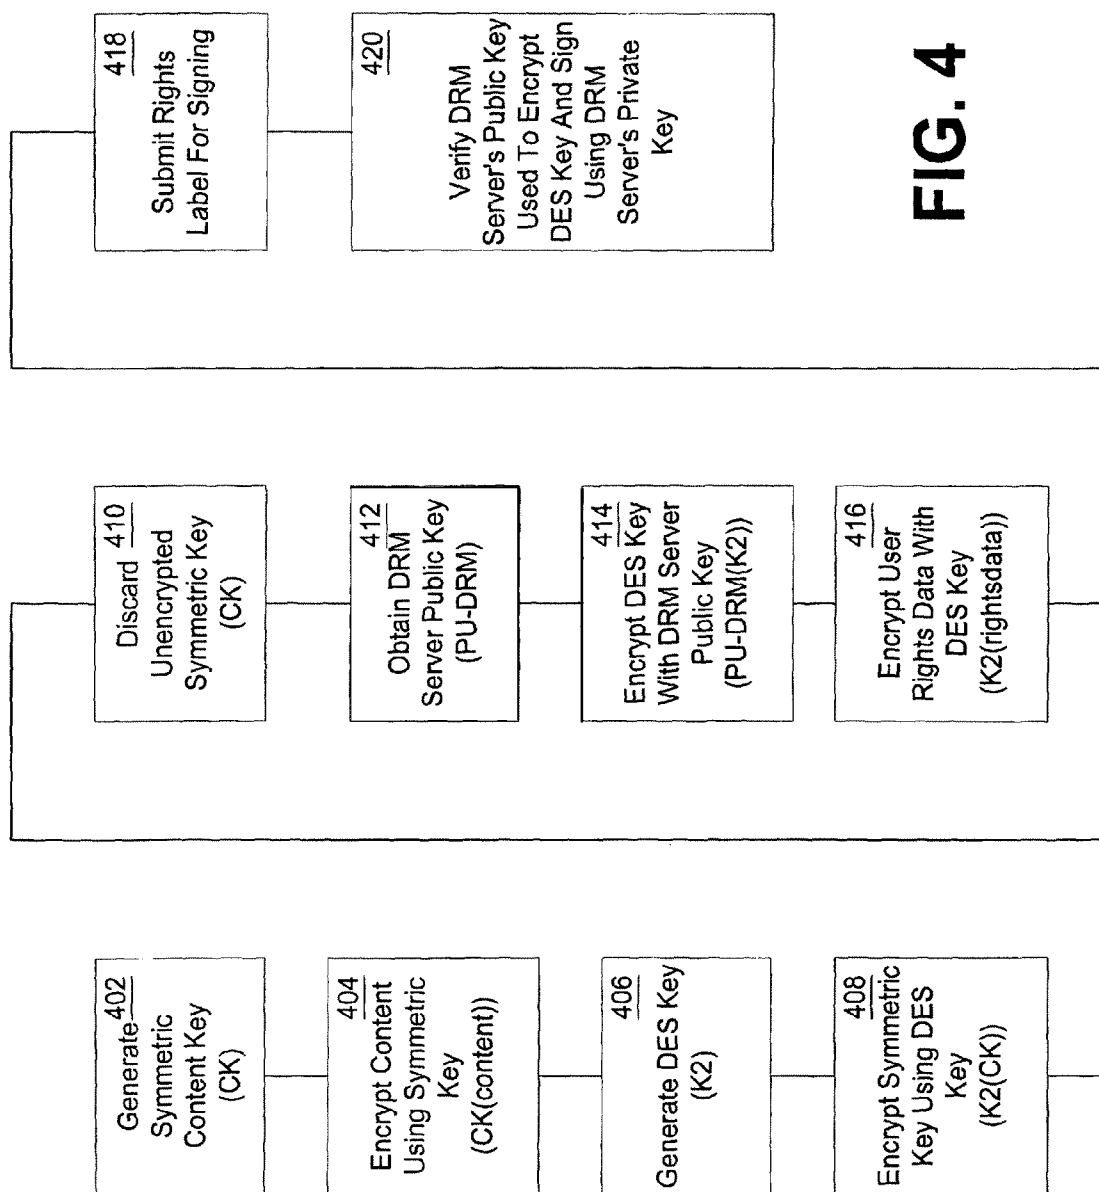 402
Generate
Symmetric
Content Key
(CK)
404
Encrypt Content
Using Symmetric
Key
(CK(content))
406
Generate DES Key
(K2)
408
Encrypt Symmetric
Key Using DES
Key
(K2(CK))
410
Discard
Unencrypted
Symmetric Key
(CK)
412
Obtain DRM
Server Public Key
(PU-DRM)
414
Encrypt DES Key
With DRM Server
Public Key
(PU-DRM(K2))
416
Encrypt User
Rights Data With
DES Key
(K2(rightsdata))
418
Submit Rights
Label For Signing
420
Verify DRM
Server's Public Key
Used To Encrypt
DES Key And Sign
Using DRM
Server's Private
Key
FIG. 4